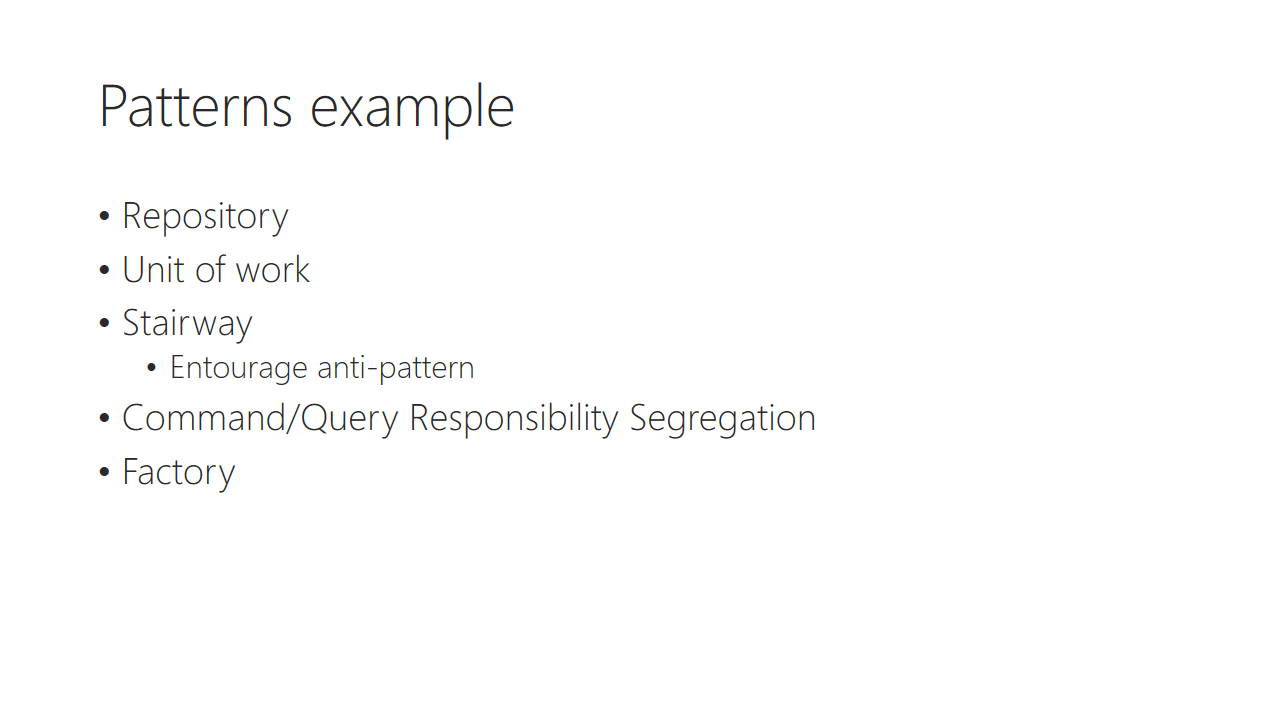 Patterns example
• Repository
• Unit of work
• Stairway
• Entourage anti-pattern
• Command/Query Responsibility Segregation
• Factory